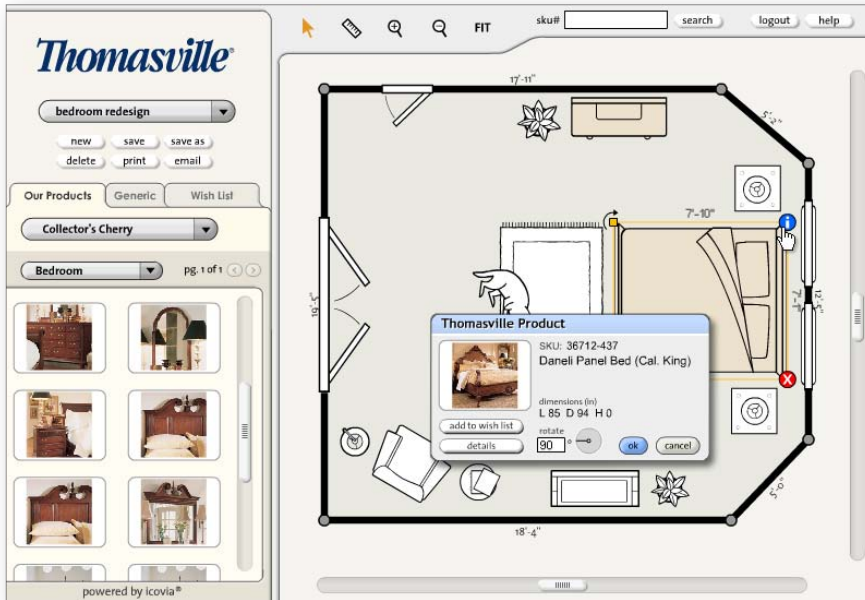 Thomasville®
bedroom redesign
new save save as
delete print email
Our Products Generic Wish List
Collector's Cherry
Bedroom pg. 1 of 1
powered by icovia®
FIT
sku# search
logout help
17'-11"
5'-2"
7'-10"
19'-5"
7'-1"
12'-5"
Thomasville Product
SKU: 36712-437
Daneli Panel Bed (Cal. King)
dimensions (in)
L 85 D 94 H 0
add to wish list
rotate
details
90 °
ok cancel
i
X
5'-0"
18'-4"